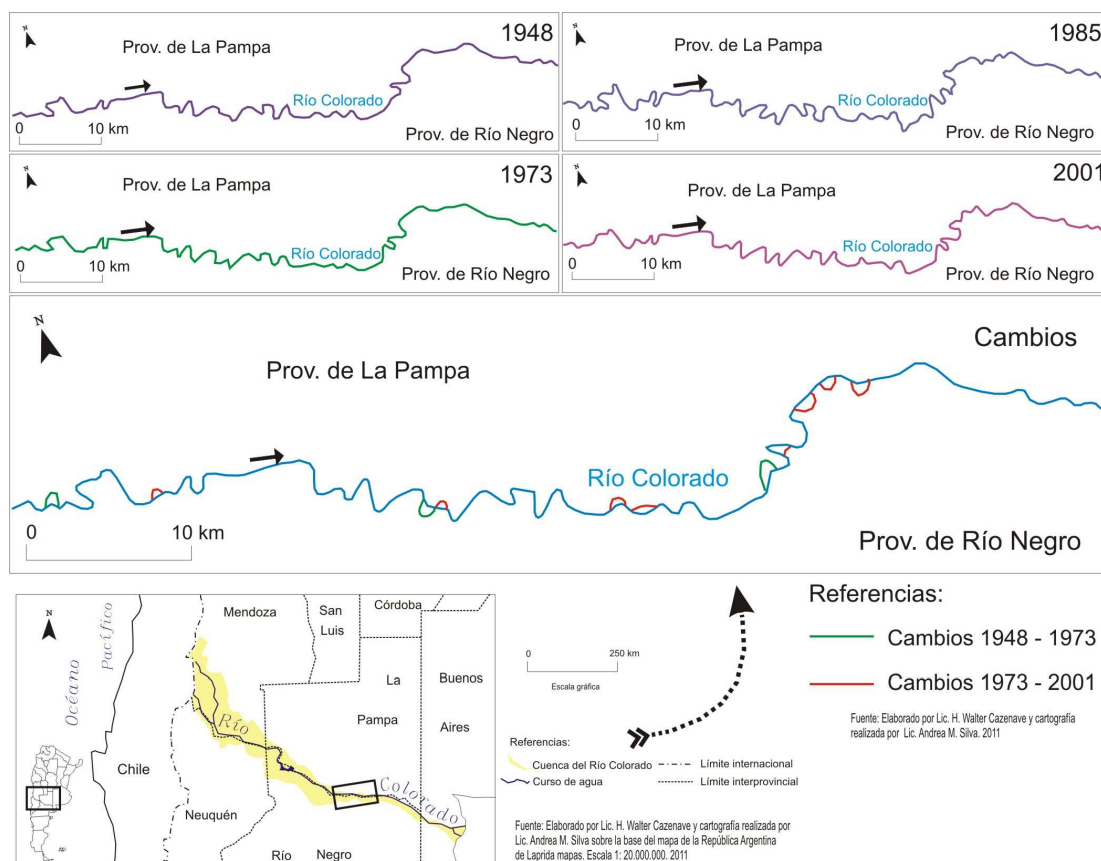 N
1948
Prov. de La Pampa
Río Colorado
0 10 km
Prov. de Río Negro
N
1985
Prov. de La Pampa
Río Colorado
0 10 km
Prov. de Río Negro
N
1973
Prov. de La Pampa
Río Colorado
0 10 km
Prov. de Río Negro
N
2001
Prov. de La Pampa
Río Colorado
0 10 km
Prov. de Río Negro
N
Cambios
Prov. de La Pampa
Río Colorado
0 10 km
Prov. de Río Negro
N
Océano
Pacífico
Chile
Mendoza
San
Luis
Córdoba
La
Pampa
Buenos
Aires
Neuquén
Río Negro
Río
Colorado
0 250 km
Escala gráfica
Referencias:
Cuenca del Río Colorado
Límite internacional
Curso de agua
Límite interprovincial
Fuente: Elaborado por Lic. H. Walter Cazenave y cartografía realizada por
Lic. Andrea M. Silva sobre la base del mapa de la República Argentina
de Laprida mapas. Escala 1: 20.000.000. 2011
Referencias:
Cambios 1948 - 1973
Cambios 1973 - 2001
Fuente: Elaborado por Lic. H. Walter Cazenave y cartografía
realizada por Lic. Andrea M. Silva. 2011